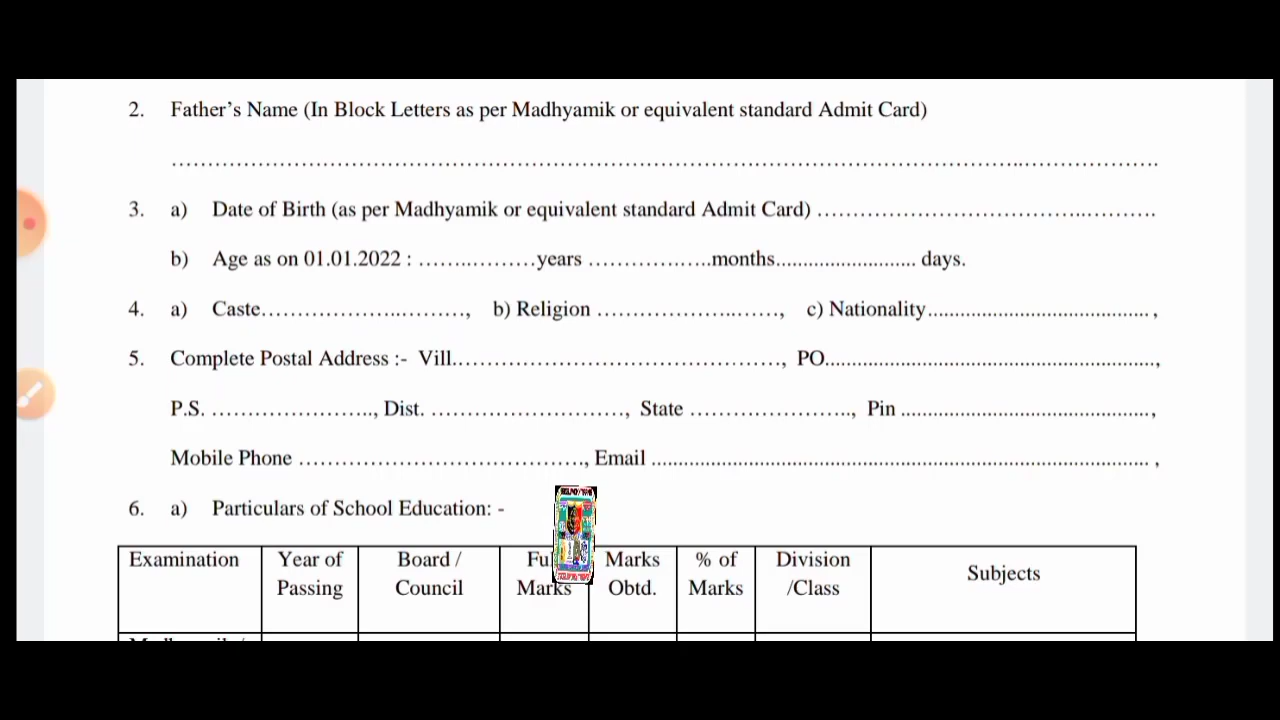 2. Father’s Name (In Block Letters as per Madhyamik or equivalent standard Admit Card)
…………………………………………………………………………………………………………..……………….
3. a) Date of Birth (as per Madhyamik or equivalent standard Admit Card) ………………………………..……….
b) Age as on 01.01.2022 : ……..………years …………..…..months.......................... days.
4. a) Caste………………..………, b) Religion ………………..……, c) Nationality......................................... ,
5. Complete Postal Address :- Vill.………………………………………, PO.............................................................,
P.S. ………………….., Dist. ………………………, State ………………….., Pin ..............................................,
Mobile Phone …………………………………., Email ........................................................................................... ,
6. a) Particulars of School Education: -
Examination Year of Board / Marks % of Division Subjects
Passing Council Marks Obtd. Marks /Class